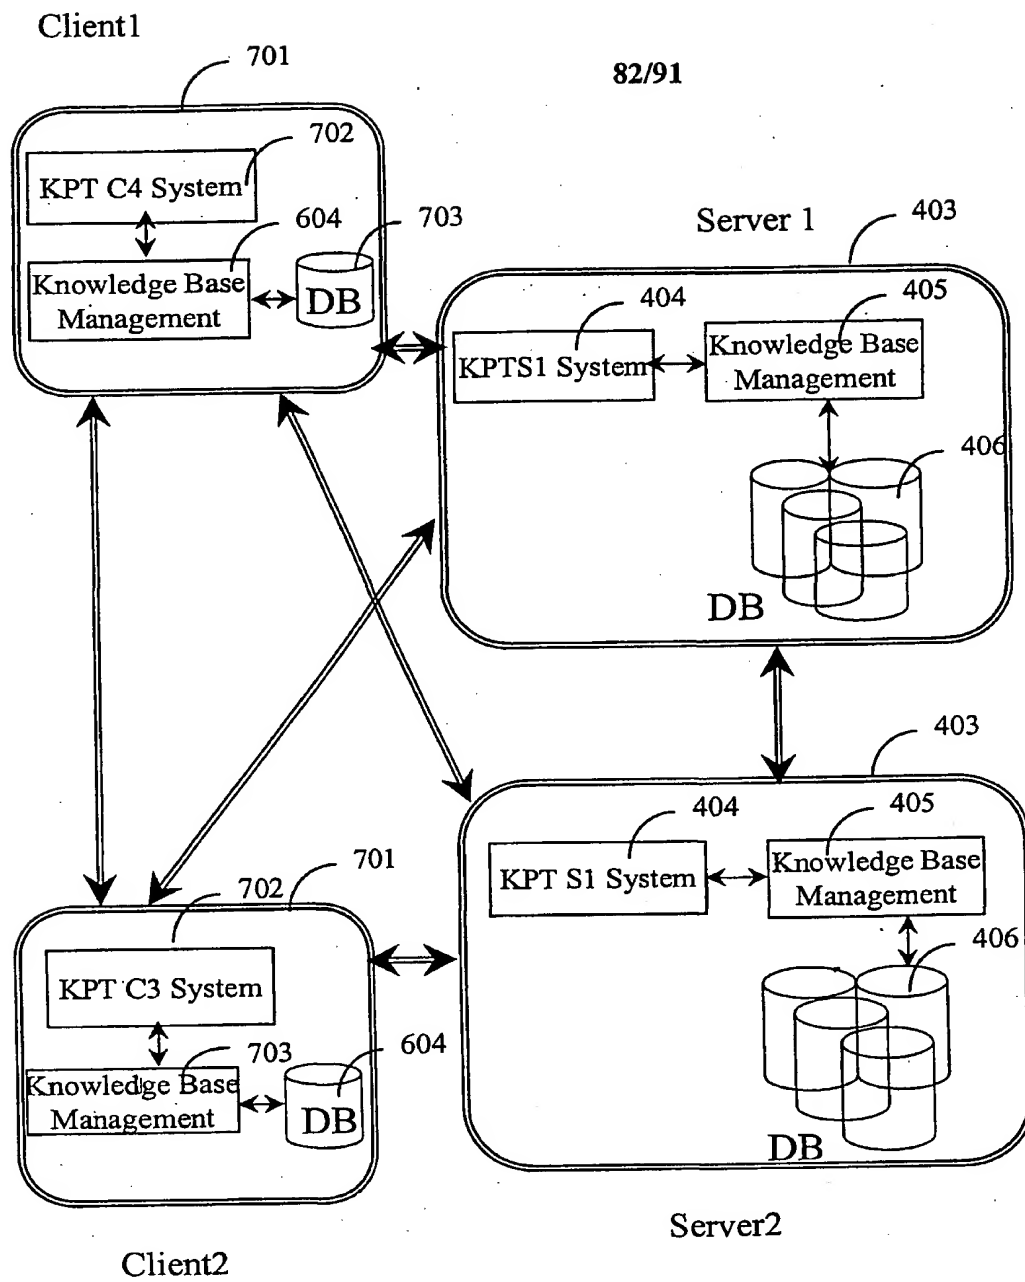 Client1
701
82/91
702
KPT C4 System
604
703
Knowledge Base
Management
DB
Server 1
403
404
405
KPTS1 System
Knowledge Base
Management
406
DB
403
404
405
KPT S1 System
Knowledge Base
Management
406
DB
701
702
KPT C3 System
703
604
Knowledge Base
Management
DB
Server2
Client2